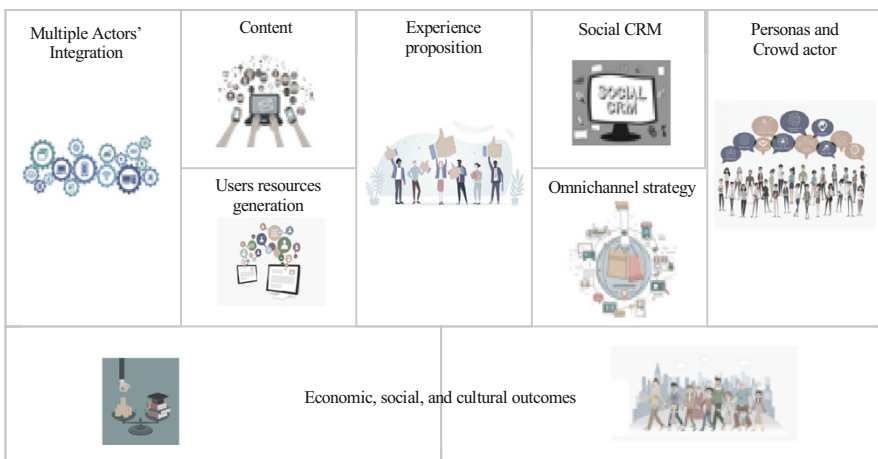 Multiple Actors’
Integration
Content
Users resources
generation
Experience
proposition
Social CRM
SOCIAL
CRM
Omnichannel strategy
Personas and
Crowd actor
Economic, social, and cultural outcomes